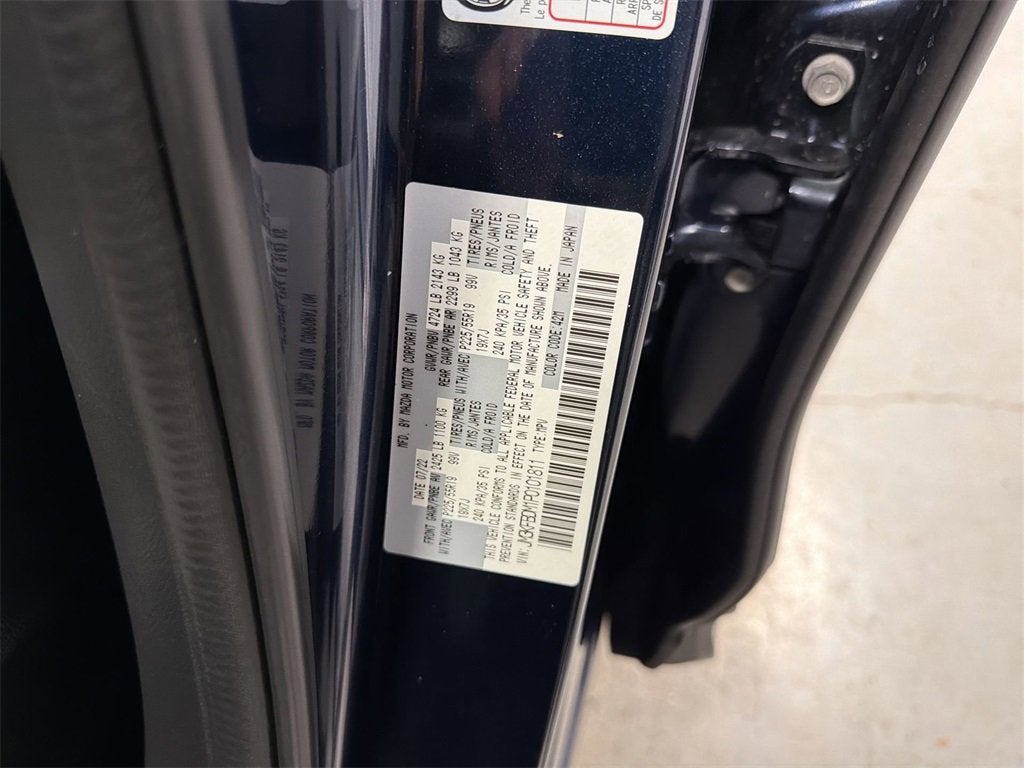 MFD. BY MAZDA MOTOR CORPORATION
DATE 07/22 GVWR/PNBV 4724 LB 2143 KG
FRONT GAWR/PNBE AV 2425 LB 1100 KG REAR GAWR/PNBE AR 2299 LB 1043 KG
WITH/AVEC P225/55R19 99V TIRES/PNEUS WITH/AVEC P225/55R19 99V TIRES/PNEUS
19X7J RIMS/JANTES 19X7J RIMS/JANTES
240 KPA/35 PSI COLD/A FROID 240 KPA/35 PSI COLD/A FROID
THIS VEHICLE CONFORMS TO ALL APPLICABLE FEDERAL MOTOR VEHICLE SAFETY AND THEFT
PREVENTION STANDARDS IN EFFECT ON THE DATE OF MANUFACTURE SHOWN ABOVE.
VIN: JM3KFBDM1P0101811 TYPE:MPV COLOR CODE:42M MADE IN JAPAN